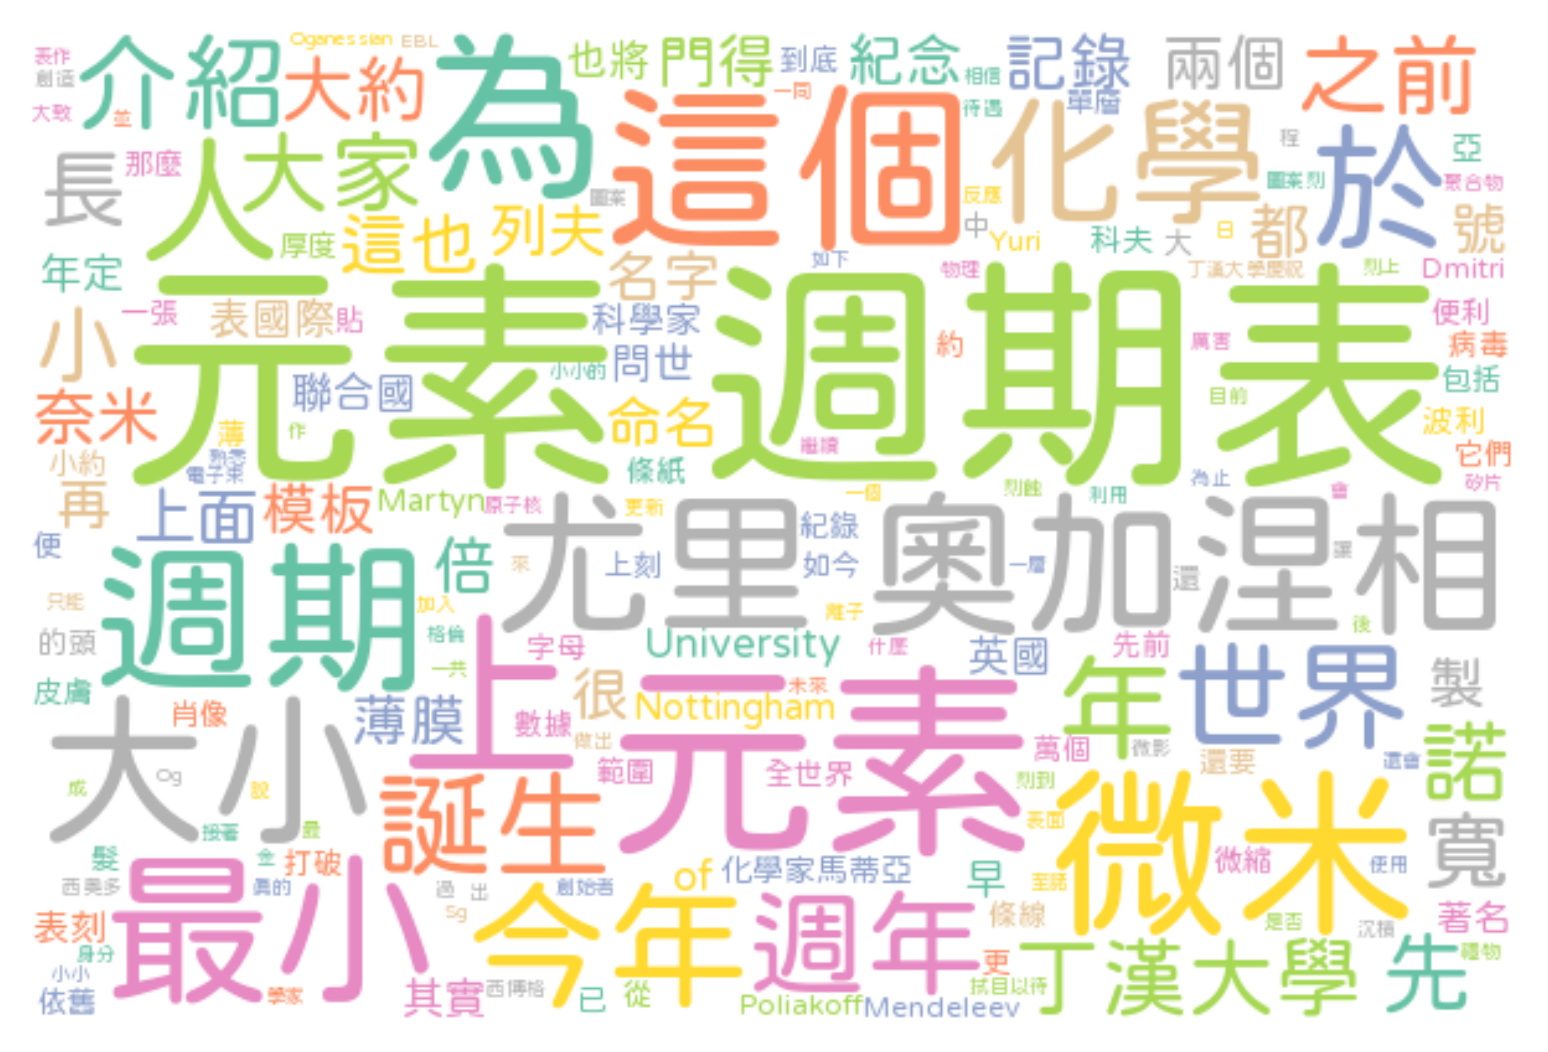 表作 Oganessian EBL
創造 介紹 大約 為 也將 門得 到底 紀念 相信 記錄 兩個 之前
大致 並 一同 待遇 單層
長 那麼 人 大家 這個 化學 程 於 亞
圖案 反應 圖案刻 聚合物
厚度 這也 列夫 中 Yuri 科夫 大 日 都 號
年定 名字 如下 物理 丁漢大學慶祝 刻上 Dmitri
小 一張 表國際 貼 科學家 約 厲害 便利
元素週期表
病毒
聯合國 小小的 問世 包括
奈米 薄 作 命名 目前 波利
繼續 它們
小約 電子束 條紙 為止 會 矽片
再 上面 模板 Martyn 原子核 更新 一個 刻蝕 利用
便 尤里奧加涅相
週期 倍 來 上刻 紀錄 如今 一層 還
只能 加入 離子 後
的頭 格倫 字母 University 什麼 英國 先前
皮膚 一共 很 未來 年 世界 製
肖像 薄膜 上 數據 Nottingham
大小 做出 元素 萬個 微影 還要 還會 諾
範圍 全世界
成 Og 說 刻到
接著 最 誕生 表面 微米 寬
髮 金 打破 of 化學家馬蒂亞 早 微縮 使用
西奧多 真的 過 出 創始者 至諾
表刻 最小 Sg 今年 週年 條線 是否 沉積 著名
身分 更 丁漢大學 先 禮物
小小 其實 西博格 已 從 拭目以待
依舊 學家 Poliakoff Mendeleev